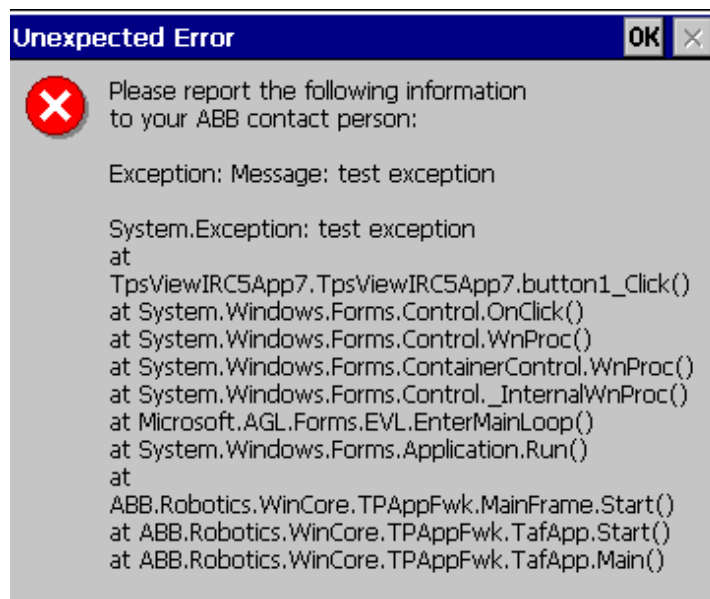 Unexpected Error
OK
Please report the following information
to your ABB contact person:
Exception: Message: test exception
System.Exception: test exception
at
TpsViewIRC5App7.TpsViewIRC5App7.button1_Click()
at System.Windows.Forms.Control.OnClick()
at System.Windows.Forms.Control.WnProc()
at System.Windows.Forms.ContainerControl.WnProc()
at System.Windows.Forms.Control._InternalWnProc()
at Microsoft.AGL.Forms.EVL.EnterMainLoop()
at System.Windows.Forms.Application.Run()
at
ABB.Robotics.WinCore.TPAppFwk.MainFrame.Start()
at ABB.Robotics.WinCore.TPAppFwk.TafApp.Start()
at ABB.Robotics.WinCore.TPAppFwk.TafApp.Main()